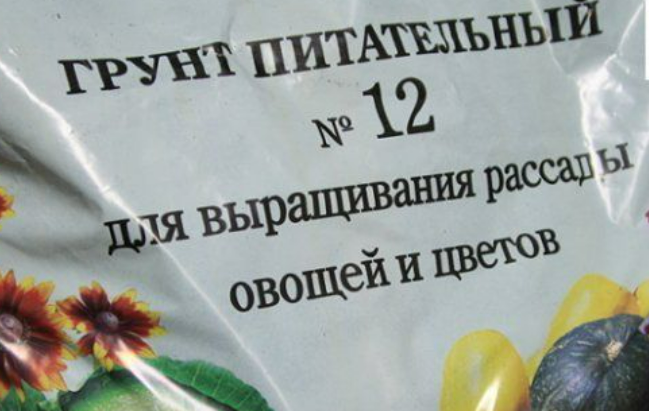 ГРУНТ ПИТАТЕЛЬНЫЙ
№ 12
для выращивания рассады
овощей и цветов